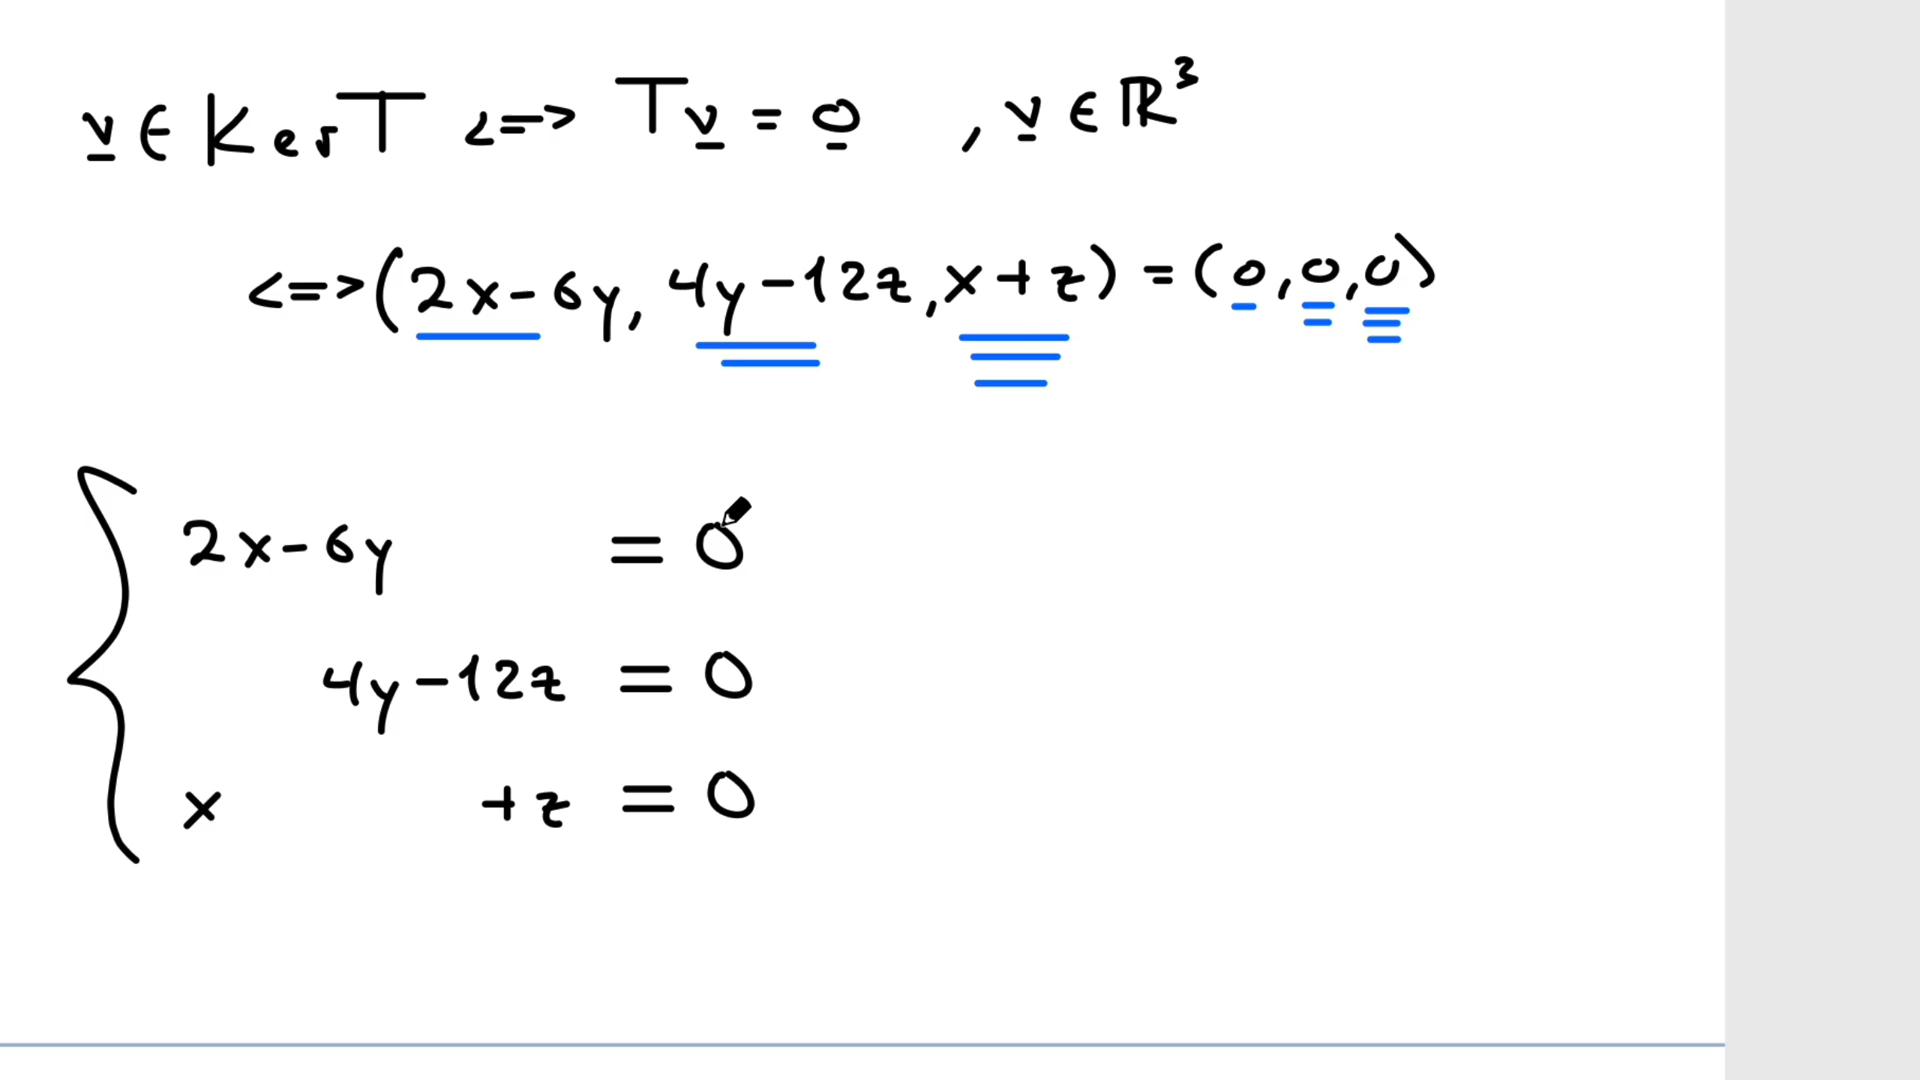 v ∈ Ker T <=> Tv = 0 , v ∈ ℝ³
<=> (2x - 6y, 4y - 12z, x + z) = (0, 0, 0)
2x - 6y = 0
4y - 12z = 0
x + z = 0